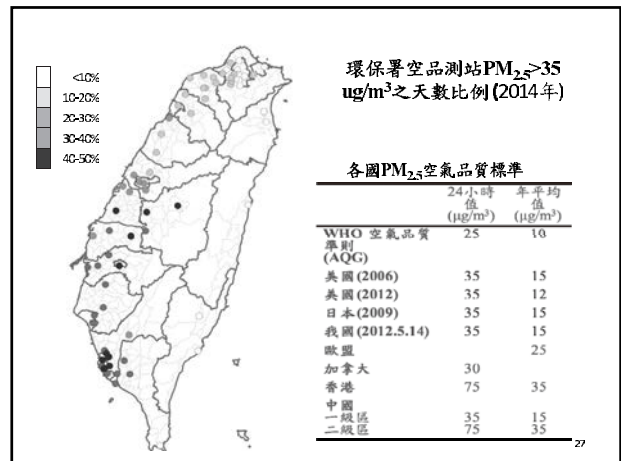 <10%
10-20%
20-30%
30-40%
40-50%
環保署空品測站PM2.5>35
ug/m³之天數比例(2014年)
各國PM2.5空氣品質標準
24小時值(μg/m³) 年平均值(μg/m³)
WHO 空氣品質準則(AQG) 25 10
美國(2006) 35 15
美國(2012) 35 12
日本(2009) 35 15
我國(2012.5.14) 35 15
歐盟 25
加拿大 30
香港 75 35
中國
一級區 35 15
二級區 75 35
27